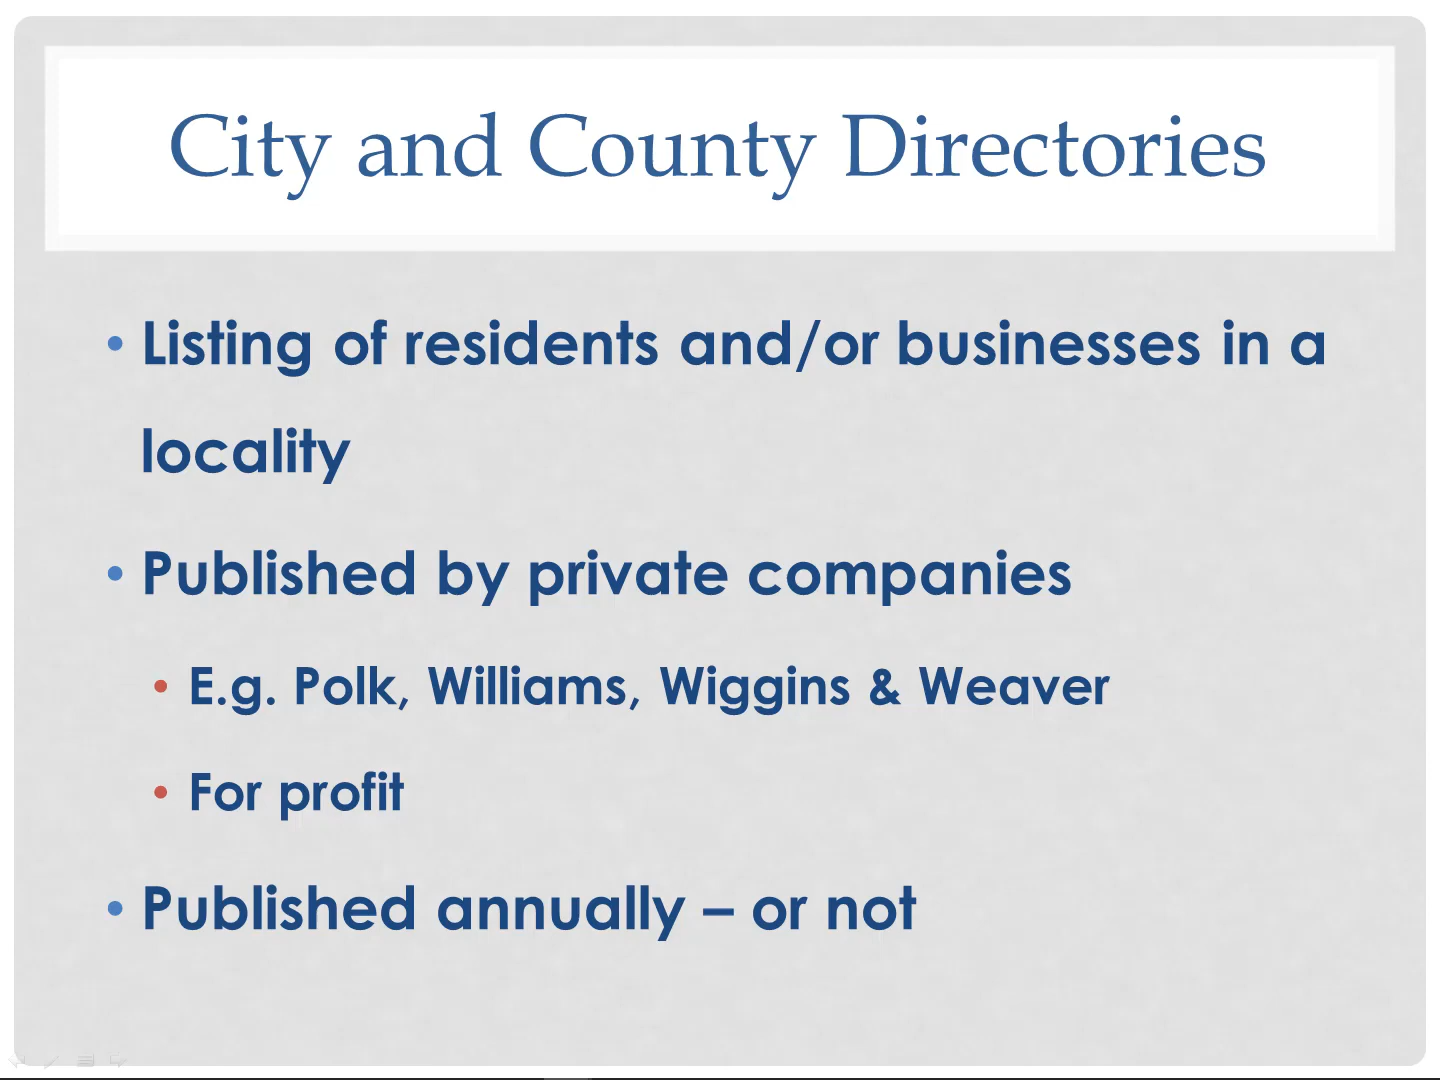 City and County Directories
• Listing of residents and/or businesses in a
locality
• Published by private companies
• E.g. Polk, Williams, Wiggins & Weaver
• For profit
• Published annually – or not